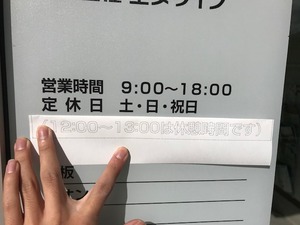 営業時間 9:00～18:00
定休日 土・日・祝日
(12:00～13:00は休憩時間です)
板